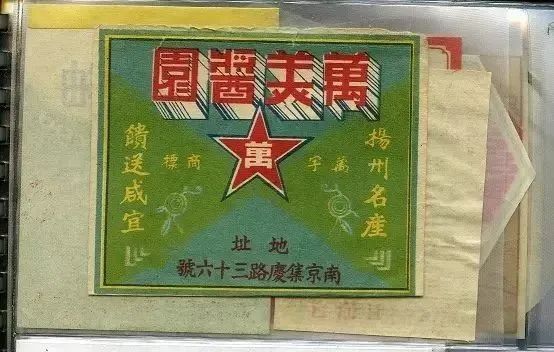 萬美醬園
揚州名產
萬字
萬
商標
饋送咸宜
地址
南京集慶路三十六號